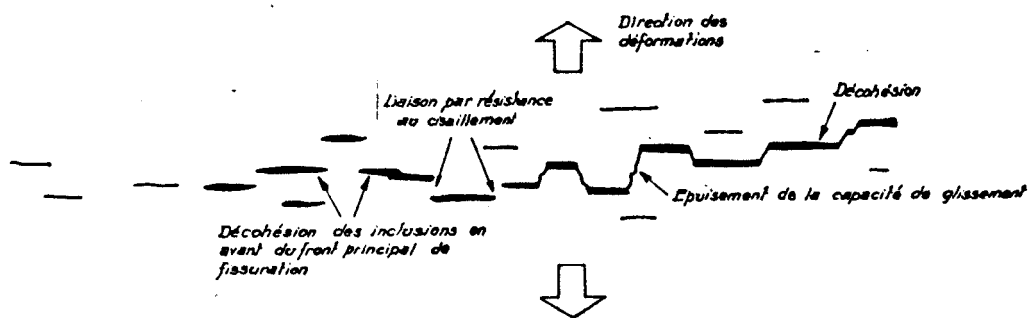 Direction des
déformations
Liaison par résistance
au cisaillement
Décohésion
Epuisement de la capacité de glissement
Décohésion des inclusions en
avant du front principal de
fissuration